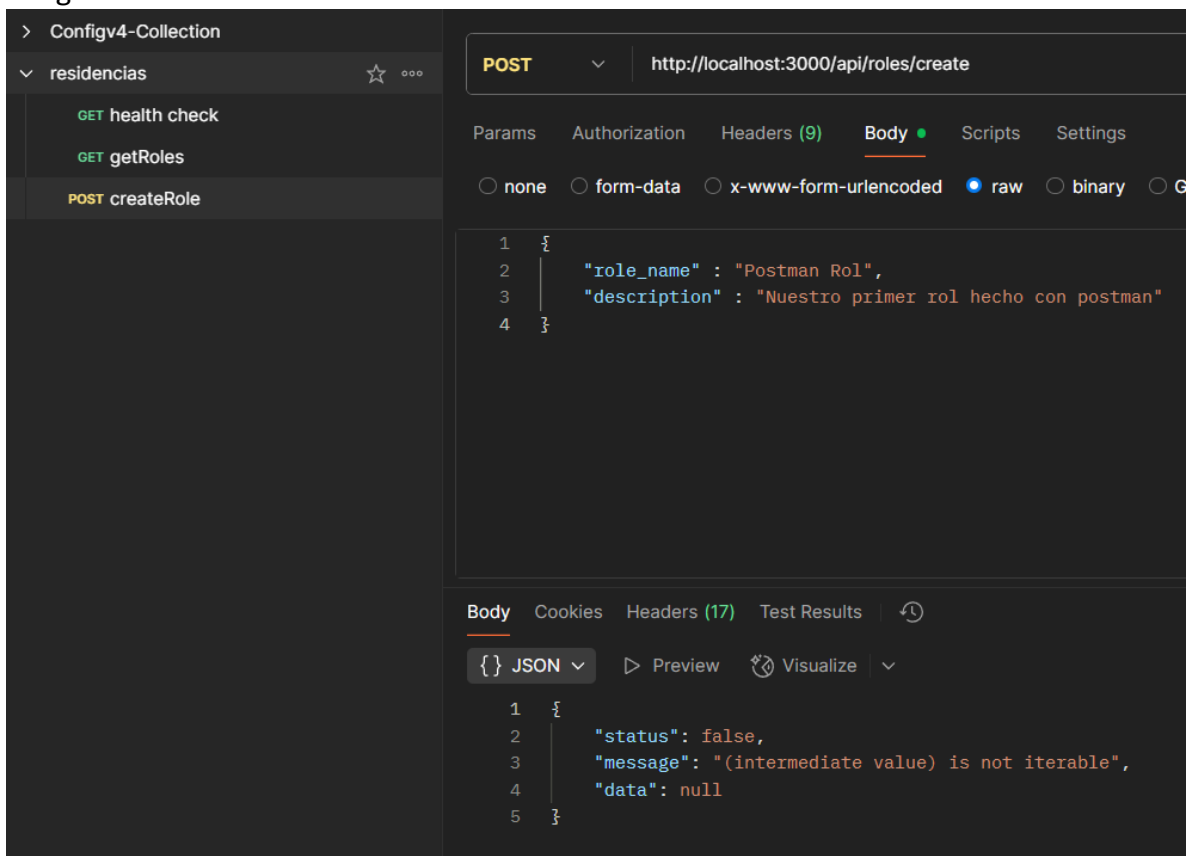 Configv4-Collection
residencias
GET health check
GET getRoles
POST createRole
POST http://localhost:3000/api/roles/create
Params Authorization Headers (9) Body Scripts Settings
none form-data x-www-form-urlencoded raw binary G
1 {
2 "role_name" : "Postman Rol",
3 "description" : "Nuestro primer rol hecho con postman"
4 }
Body Cookies Headers (17) Test Results
{} JSON Preview Visualize
1 {
2 "status": false,
3 "message": "(intermediate value) is not iterable",
4 "data": null
5 }